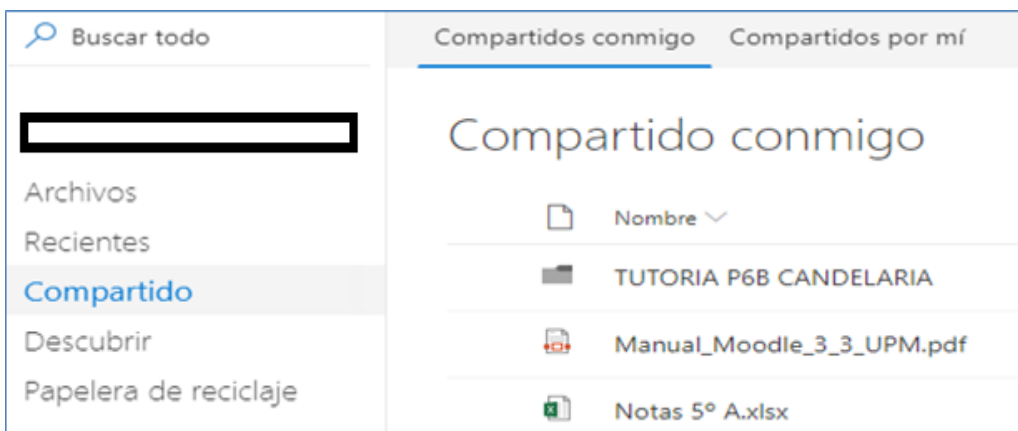 Buscar todo
Compartidos conmigo Compartidos por mí
Compartido conmigo
Archivos
Recientes
Compartido
Descubrir
Papelera de reciclaje
Nombre
TUTORIA P6B CANDELARIA
Manual_Moodle_3_3_UPM.pdf
Notas 5º A.xlsx